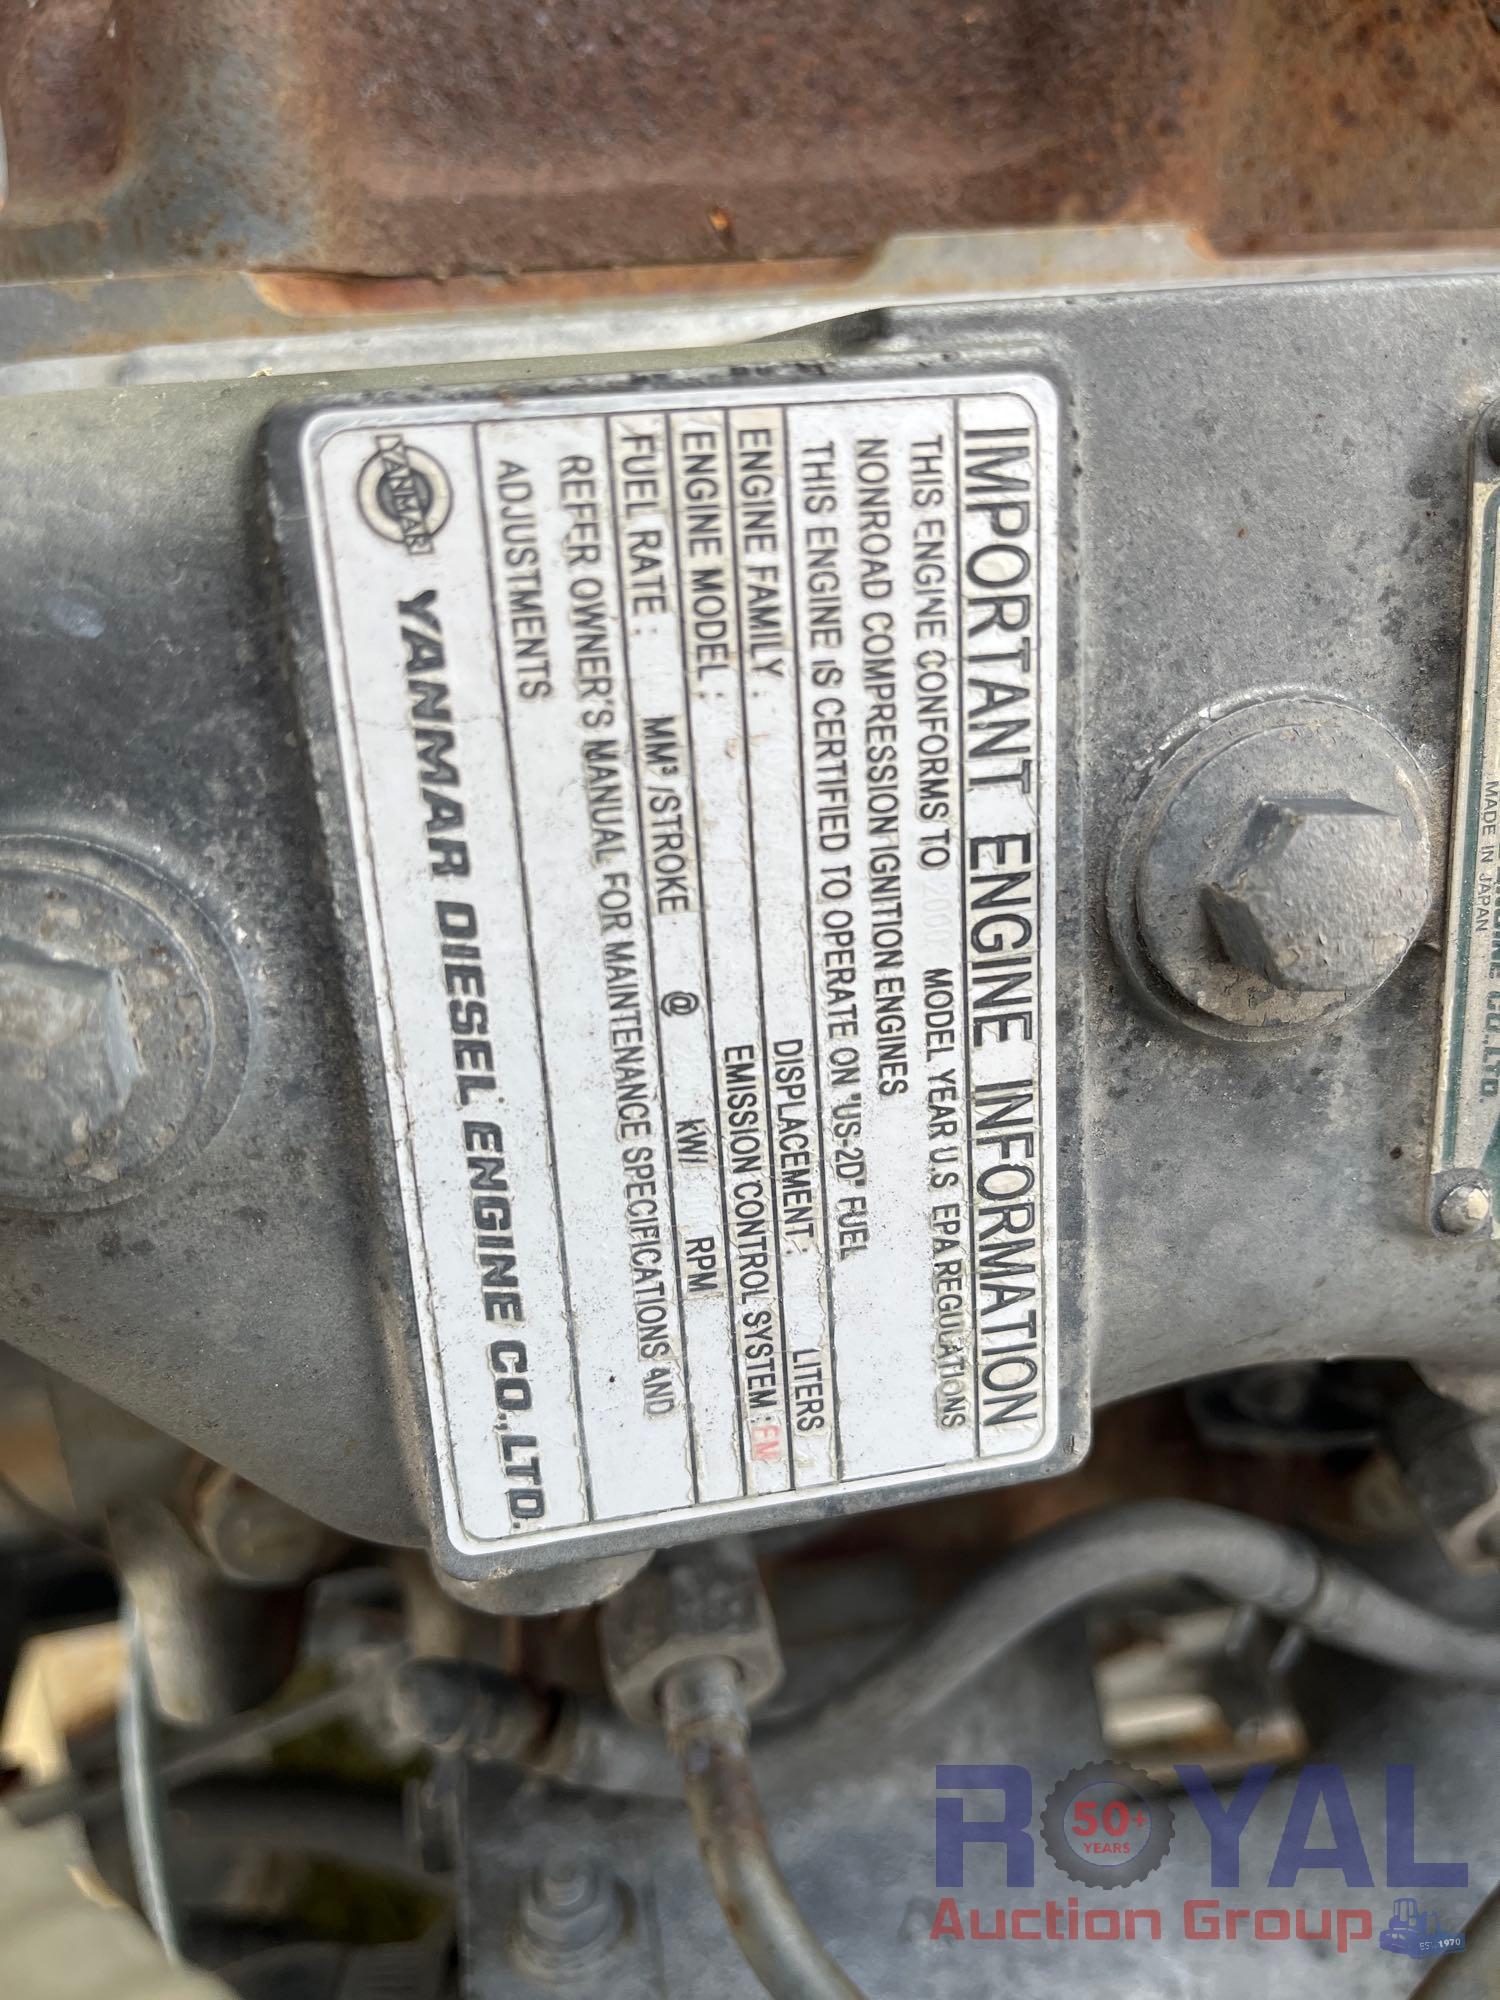 IMPORTANT ENGINE INFORMATION
THIS ENGINE CONFORMS TO 2000 MODEL YEAR U.S EPA REGULATIONS
NONROAD COMPRESSION IGNITION ENGINES
THIS ENGINE IS CERTIFIED TO OPERATE ON "US-2D" FUEL
ENGINE FAMILY : DISPLACEMENT : LITERS
ENGINE MODEL : EMISSION CONTROL SYSTEM : EM
FUEL RATE : MM³/STROKE @ kW/ RPM
REFER OWNER'S MANUAL FOR MAINTENANCE SPECIFICATIONS AND
ADJUSTMENTS
YANMAR YANMAR DIESEL ENGINE CO.,LTD.
CO.,LTD.
MADE IN JAPAN
ROYAL
50+
YEARS
Auction Group
EST. 1970